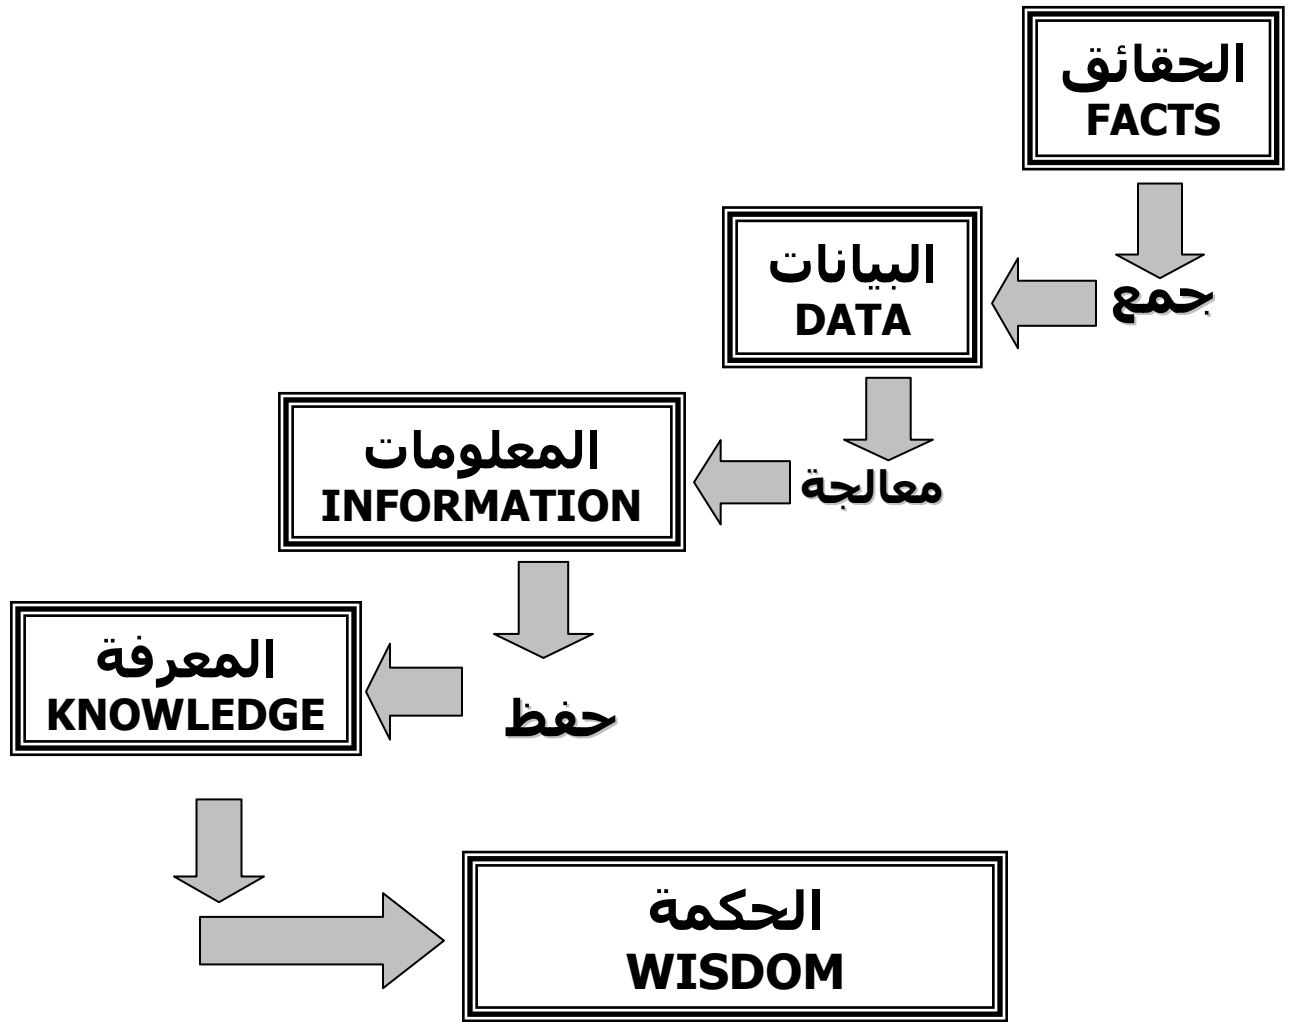 الحقائق
FACTS
جمع
البيانات
DATA
معالجة
المعلومات
INFORMATION
حفظ
المعرفة
KNOWLEDGE
الحكمة
WISDOM